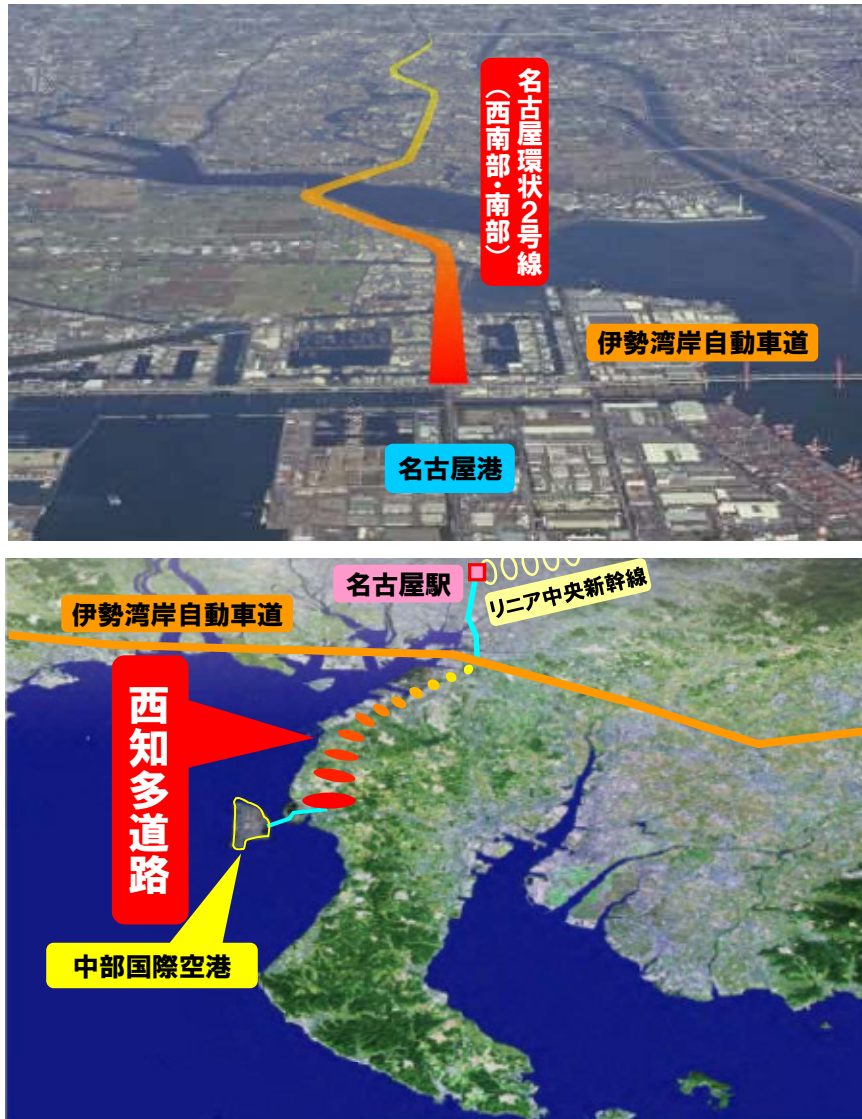 名古屋環状2号線
（西南部・南部）
伊勢湾岸自動車道
名古屋港
名古屋駅
リニア中央新幹線
伊勢湾岸自動車道
西知多道路
中部国際空港